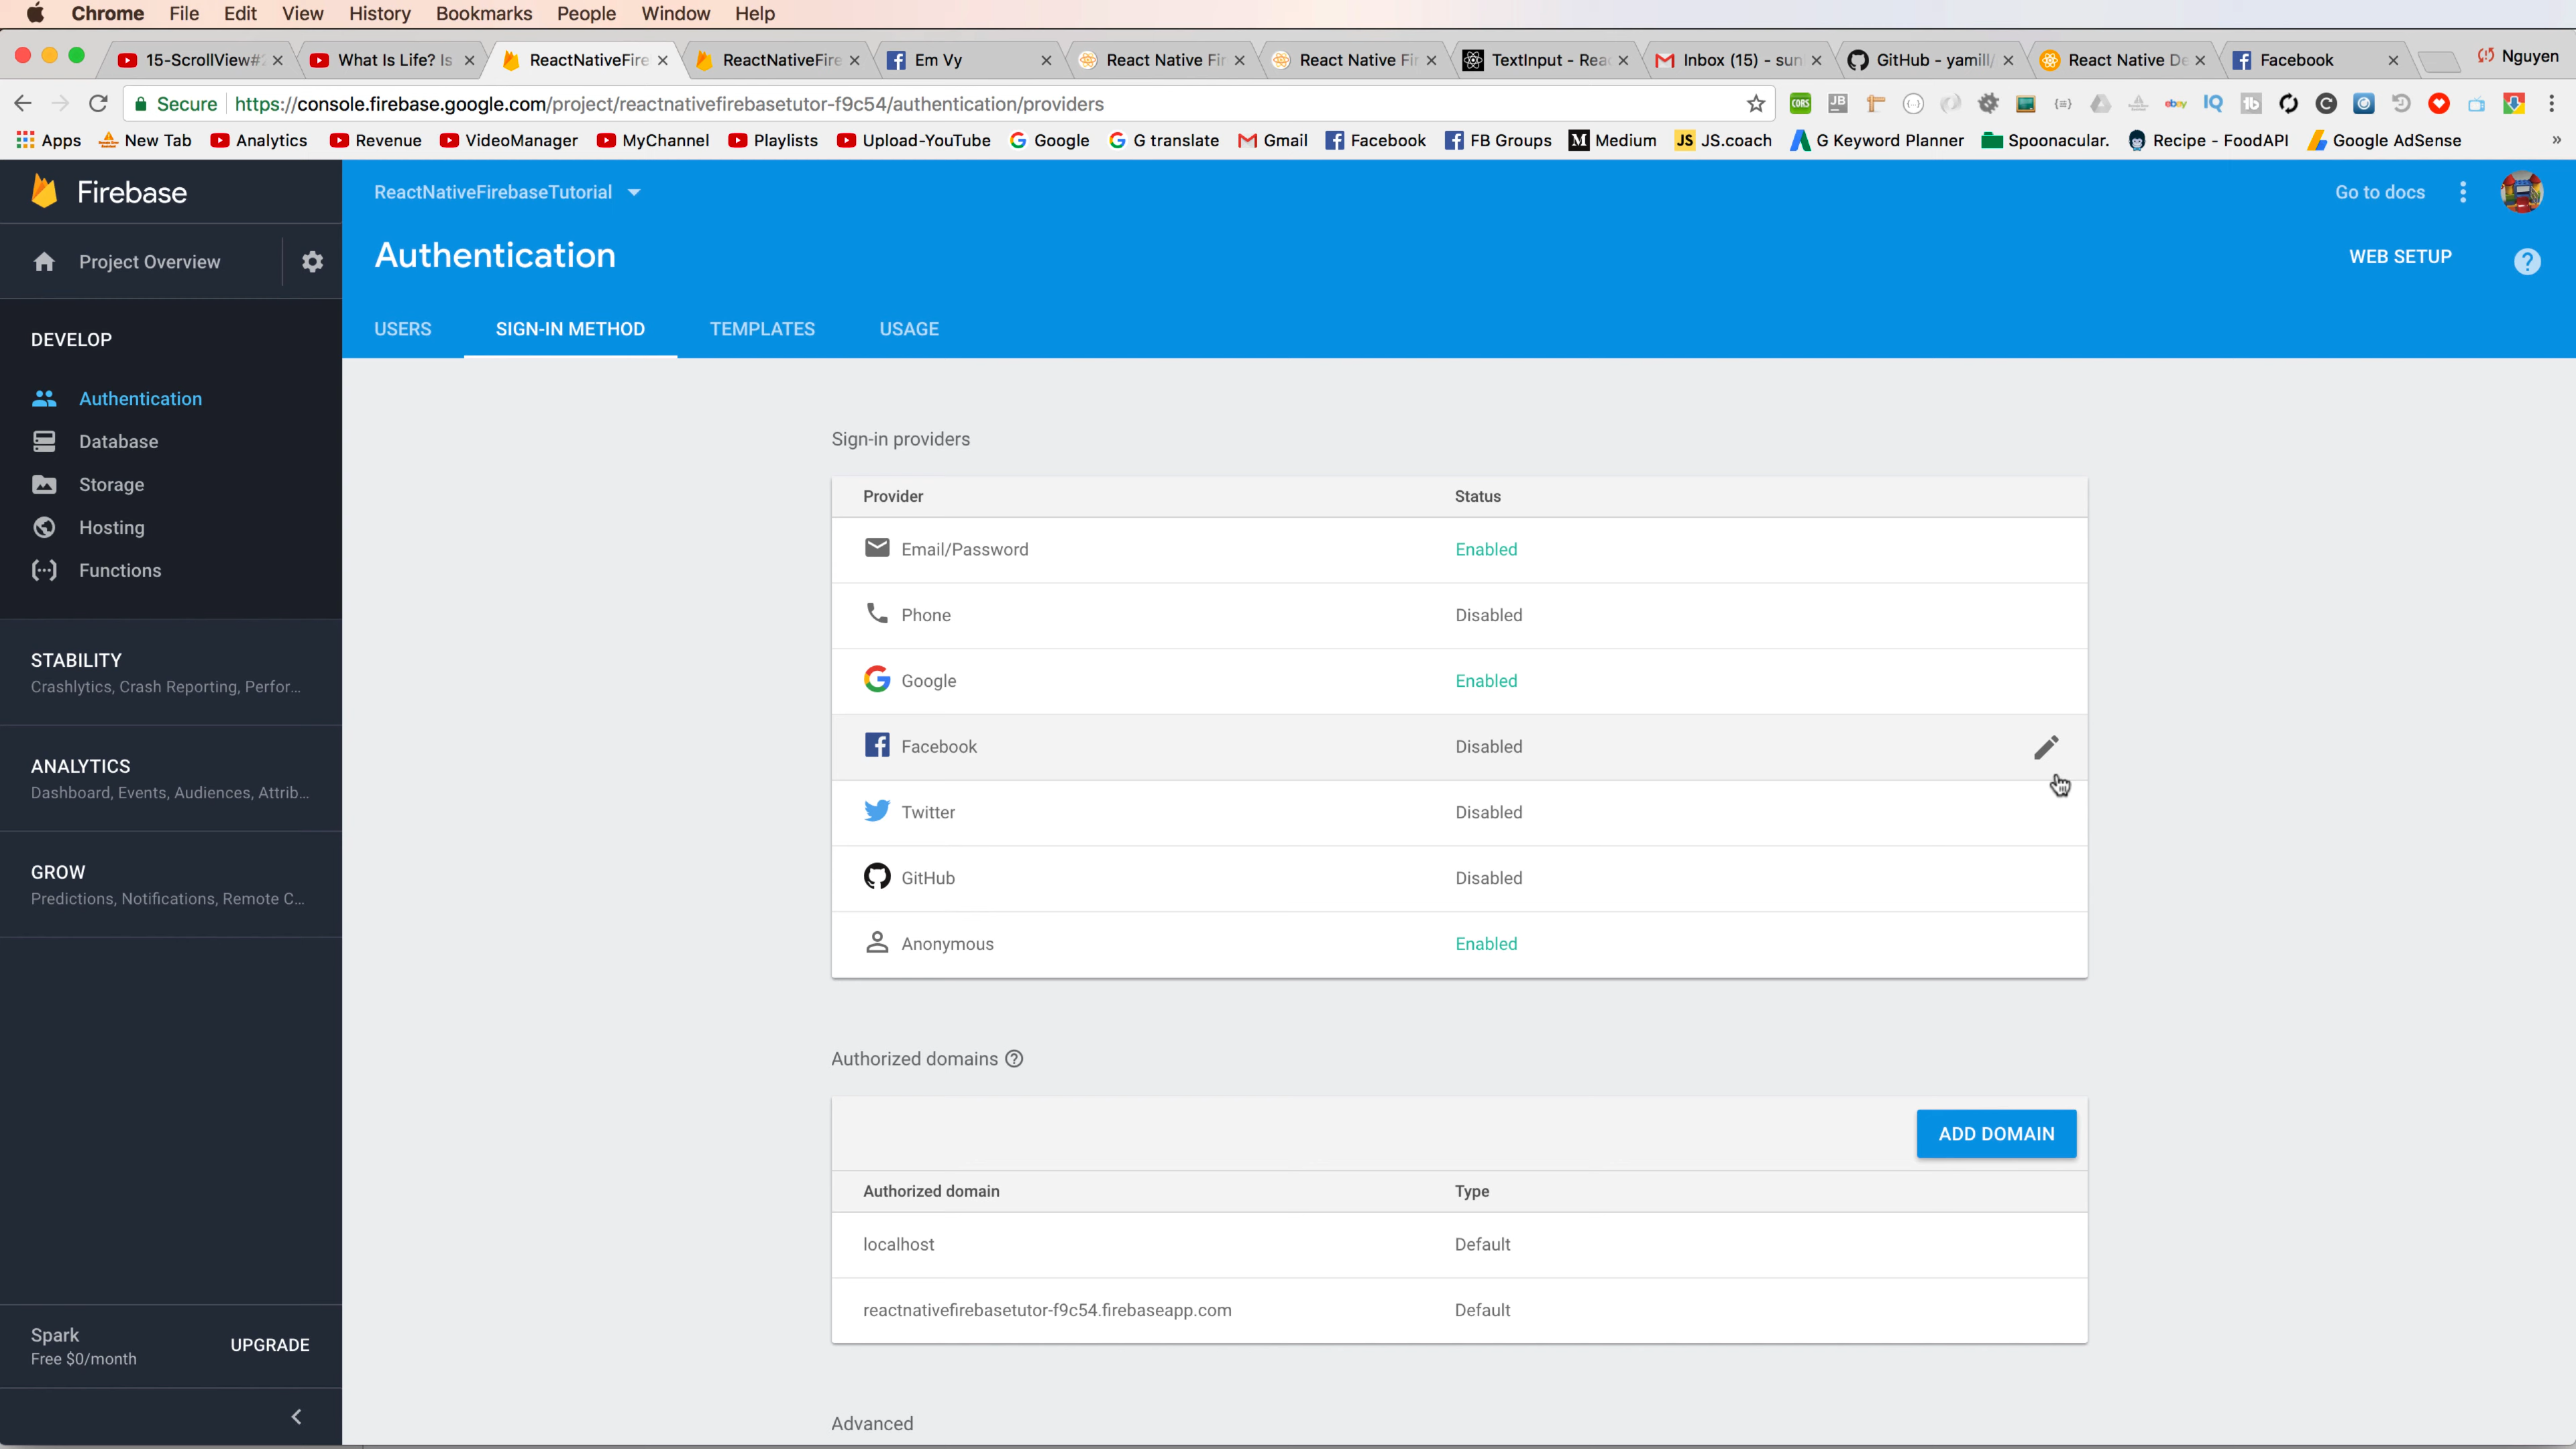 Chrome File Edit View History Bookmarks People Window Help
15-ScrollView# What Is Life? Is ReactNativeFire ReactNativeFire Em Vy React Native Fir React Native Fir TextInput - Rea Inbox (15) - sun GitHub - yamill/ React Native De Facebook Nguyen
Secure https://console.firebase.google.com/project/reactnativefirebasetutor-f9c54/authentication/providers
Apps New Tab Analytics Revenue VideoManager MyChannel Playlists Upload-YouTube Google G translate Gmail Facebook FB Groups Medium JS.coach G Keyword Planner Spoonacular. Recipe - FoodAPI Google AdSense »
Firebase
ReactNativeFirebaseTutorial
Go to docs
Project Overview
Authentication
WEB SETUP
USERS SIGN-IN METHOD TEMPLATES USAGE
DEVELOP
Authentication
Database
Storage
Hosting
Functions
STABILITY
Crashlytics, Crash Reporting, Perfor...
ANALYTICS
Dashboard, Events, Audiences, Attrib...
GROW
Predictions, Notifications, Remote C...
Spark
Free $0/month
UPGRADE
Sign-in providers
Provider Status
Email/Password Enabled
Phone Disabled
Google Enabled
Facebook Disabled
Twitter Disabled
GitHub Disabled
Anonymous Enabled
Authorized domains
ADD DOMAIN
Authorized domain Type
localhost Default
reactnativefirebasetutor-f9c54.firebaseapp.com Default
Advanced